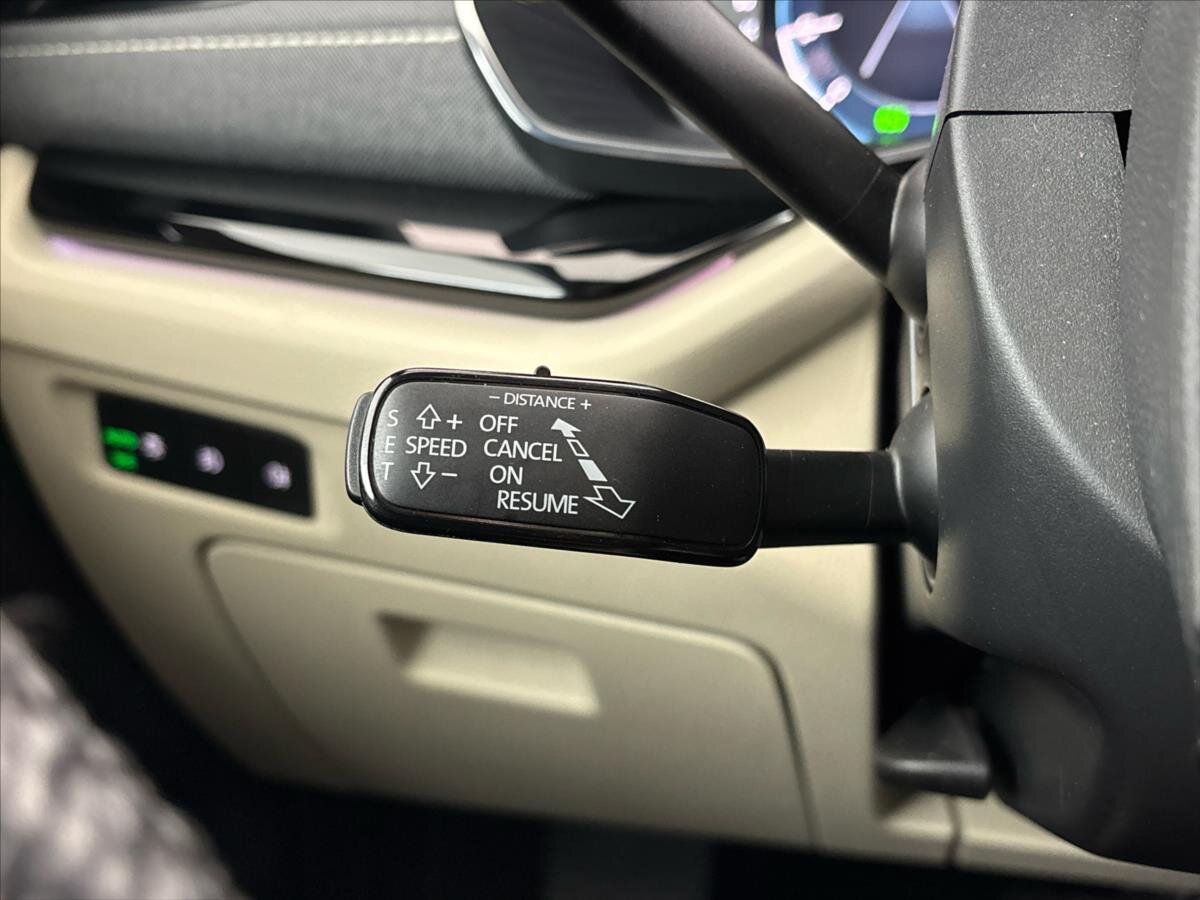 − DISTANCE +
S + OFF
E SPEED CANCEL
T − ON
RESUME